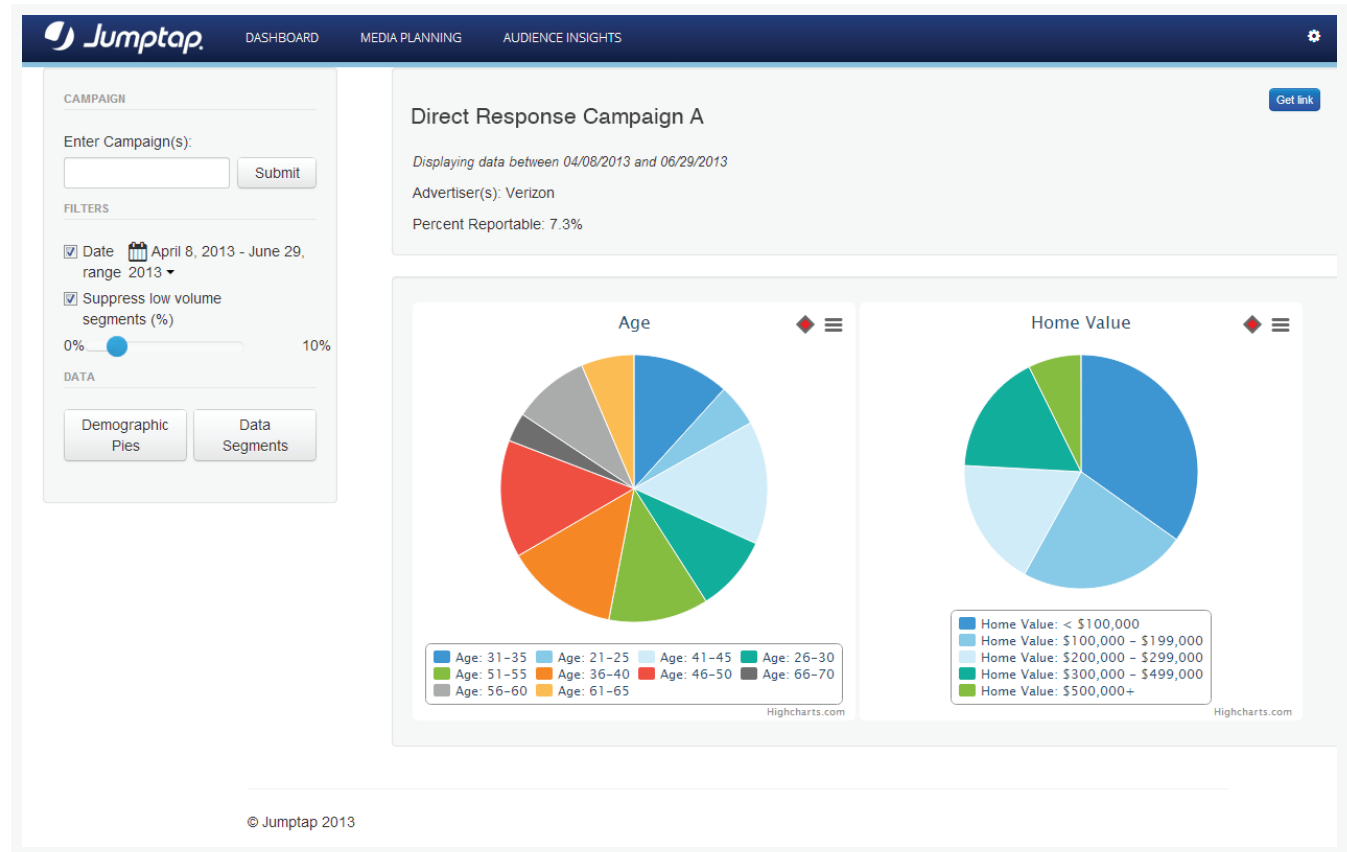 Jumptap.
DASHBOARD
MEDIA PLANNING
AUDIENCE INSIGHTS
CAMPAIGN
Enter Campaign(s):
Submit
FILTERS
Date April 8, 2013 - June 29,
range 2013
Suppress low volume
segments (%)
0% 10%
DATA
Demographic
Pies
Data
Segments
Get link
Direct Response Campaign A
Displaying data between 04/08/2013 and 06/29/2013
Advertiser(s): Verizon
Percent Reportable: 7.3%
Age
Age: 31-35 Age: 21-25 Age: 41-45 Age: 26-30
Age: 51-55 Age: 36-40 Age: 46-50 Age: 66-70
Age: 56-60 Age: 61-65
Highcharts.com
Home Value
Home Value: < $100,000
Home Value: $100,000 - $199,000
Home Value: $200,000 - $299,000
Home Value: $300,000 - $499,000
Home Value: $500,000+
Highcharts.com
© Jumptap 2013